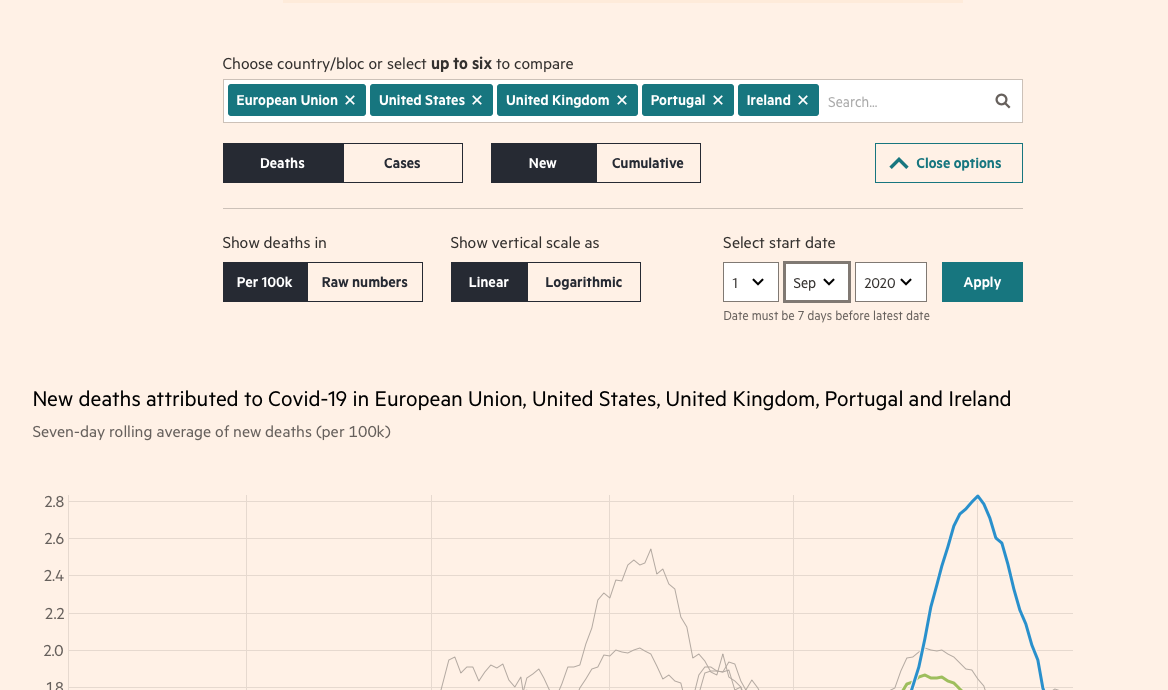 Choose country/bloc or select up to six to compare
European Union × United States × United Kingdom × Portugal × Ireland × Search...
Deaths Cases New Cumulative Close options
Show deaths in Show vertical scale as Select start date
Per 100k Raw numbers Linear Logarithmic 1 Sep 2020 Apply
Date must be 7 days before latest date
New deaths attributed to Covid-19 in European Union, United States, United Kingdom, Portugal and Ireland
Seven-day rolling average of new deaths (per 100k)
2.8
2.6
2.4
2.2
2.0
1.8